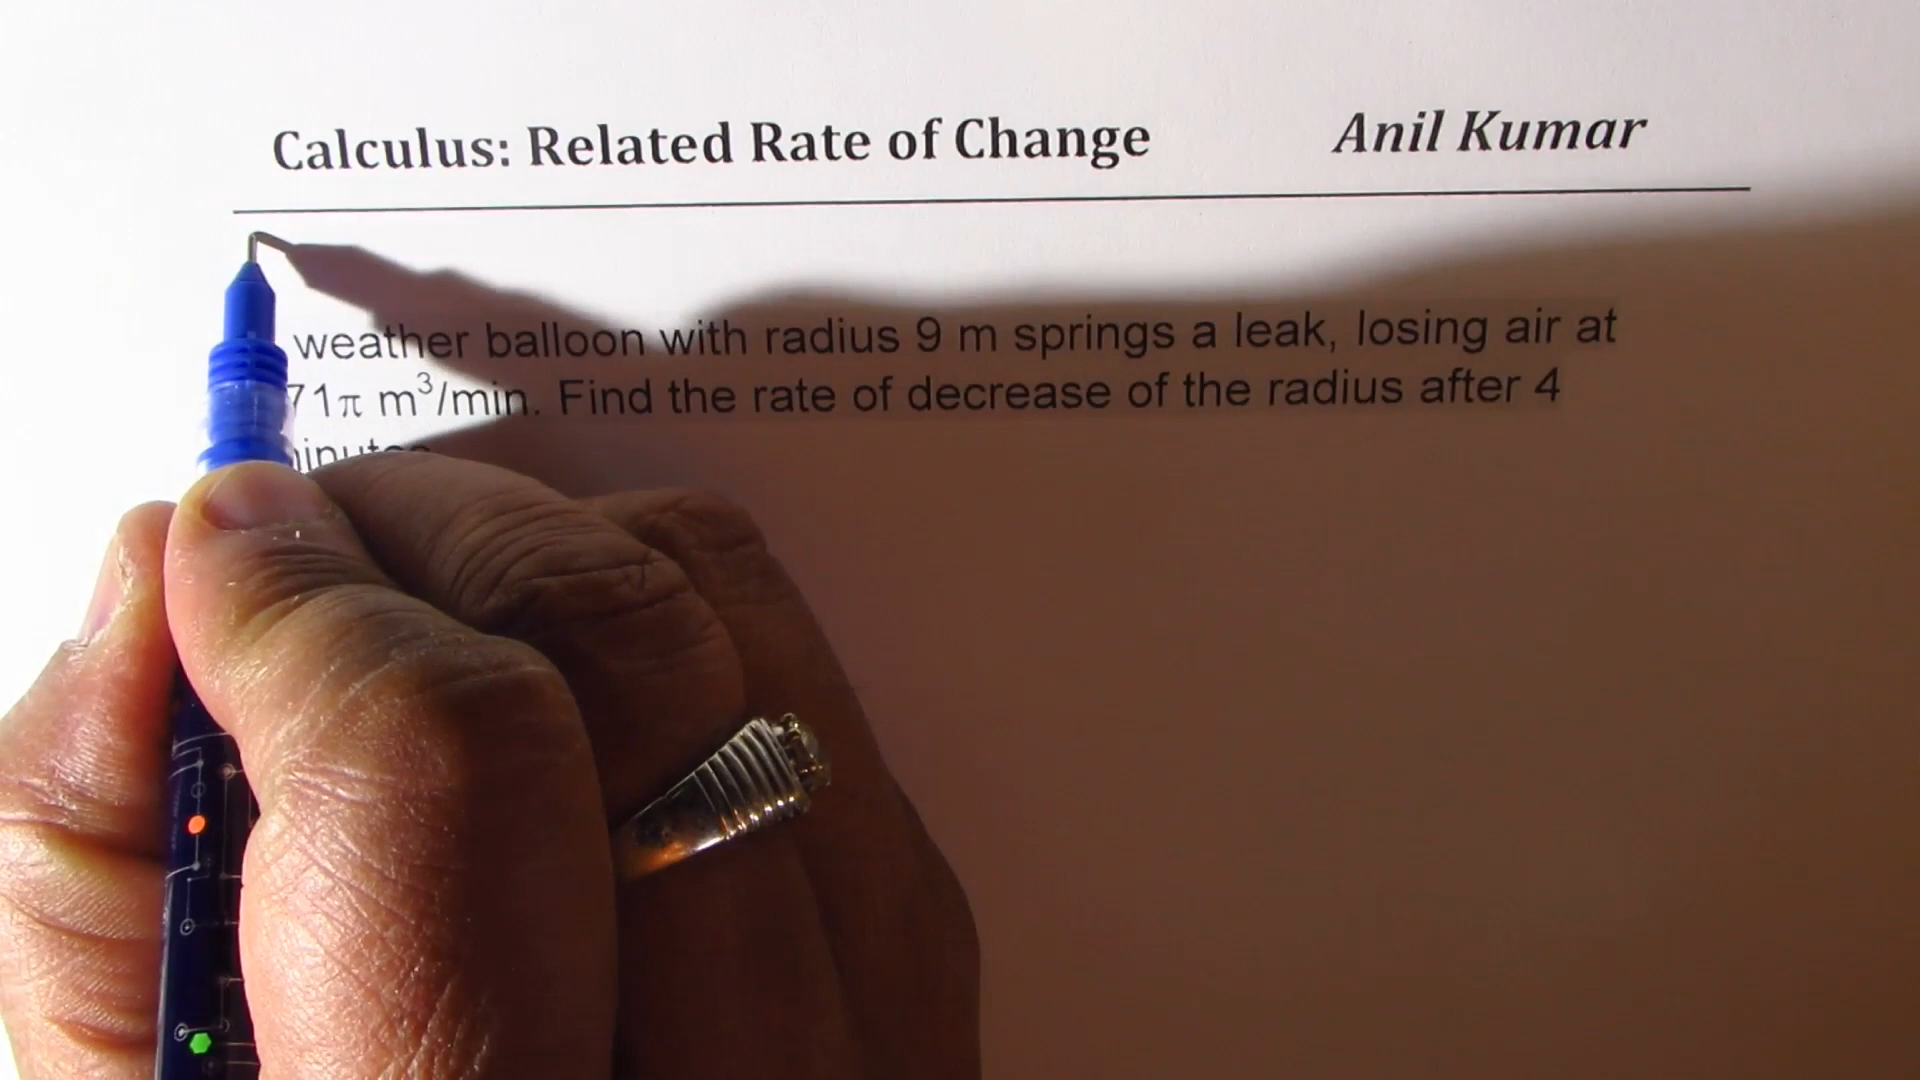 Calculus: Related Rate of Change Anil Kumar
weather balloon with radius 9 m springs a leak, losing air at
71π m³/min. Find the rate of decrease of the radius after 4